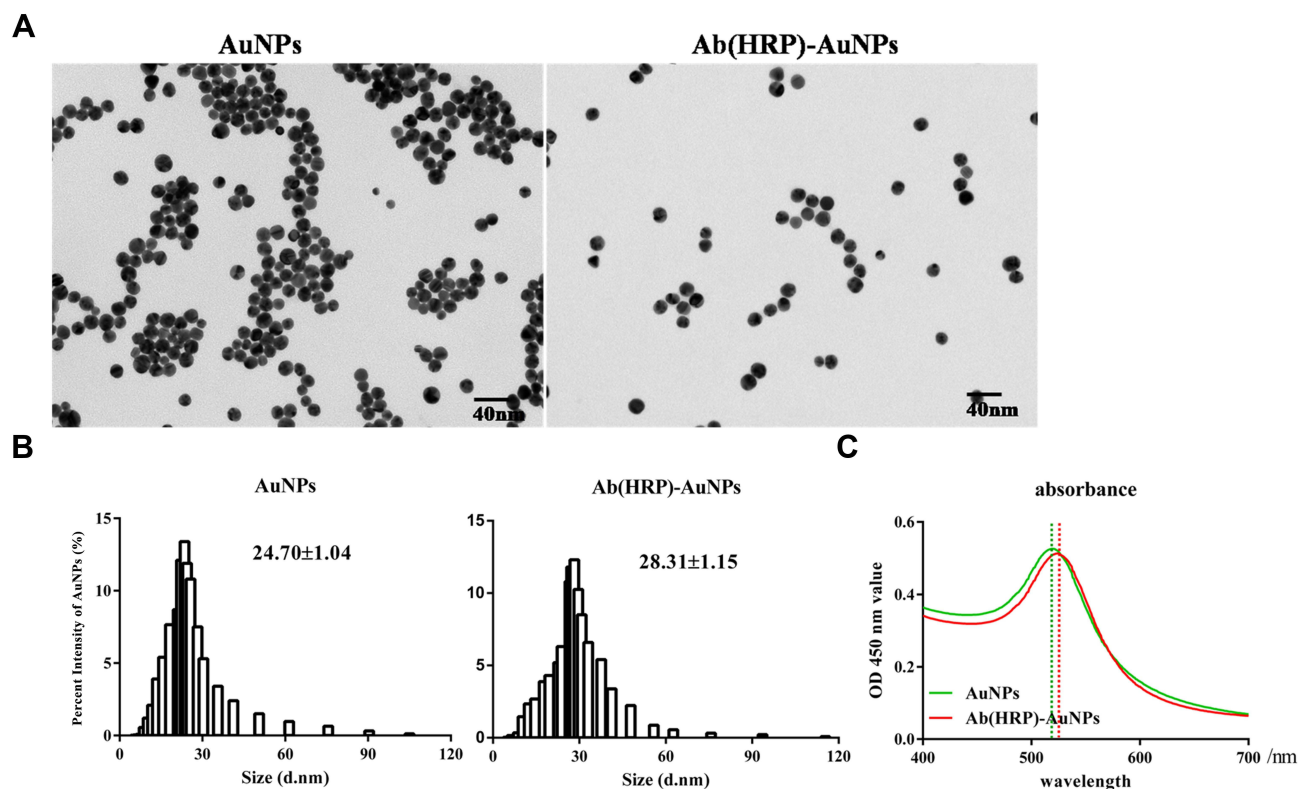 A
AuNPs
Ab(HRP)-AuNPs
40nm
40nm
B
C
AuNPs
Ab(HRP)-AuNPs
absorbance
Percent Intensity of AuNPs (%)
15
10
5
0
24.70±1.04
0
30
60
90
120
Size (d.nm)
15
10
5
0
28.31±1.15
0
30
60
90
120
Size (d.nm)
OD 450 nm value
0.6
0.4
0.2
0.0
AuNPs
Ab(HRP)-AuNPs
400
500
600
700
/nm
wavelength